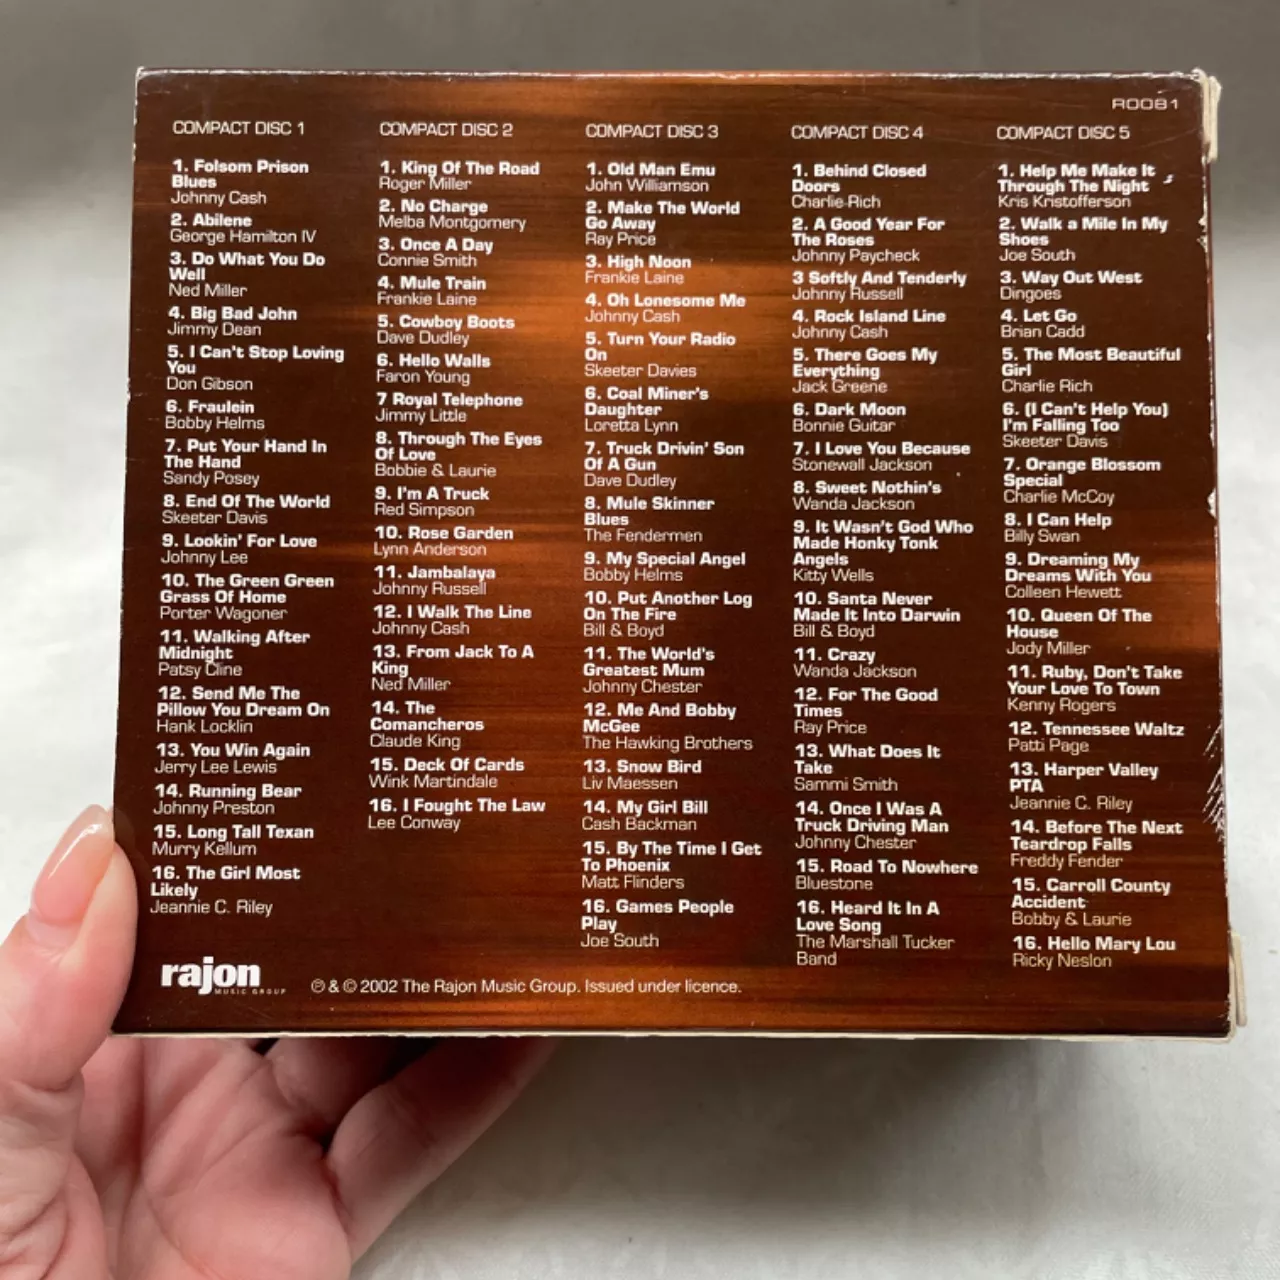 R0081
COMPACT DISC 1
1. Folsom Prison
Blues
Johnny Cash
2. Abilene
George Hamilton IV
3. Do What You Do
Well
Ned Miller
4. Big Bad John
Jimmy Dean
5. I Can't Stop Loving
You
Don Gibson
6. Fraulein
Bobby Helms
7. Put Your Hand In
The Hand
Sandy Posey
8. End Of The World
Skeeter Davis
9. Lookin' For Love
Johnny Lee
10. The Green Green
Grass Of Home
Porter Wagoner
11. Walking After
Midnight
Patsy Cline
12. Send Me The
Pillow You Dream On
Hank Locklin
13. You Win Again
Jerry Lee Lewis
14. Running Bear
Johnny Preston
15. Long Tall Texan
Murry Kellum
16. The Girl Most
Likely
Jeannie C. Riley
COMPACT DISC 2
1. King Of The Road
Roger Miller
2. No Charge
Melba Montgomery
3. Once A Day
Connie Smith
4. Mule Train
Frankie Laine
5. Cowboy Boots
Dave Dudley
6. Hello Walls
Faron Young
7 Royal Telephone
Jimmy Little
8. Through The Eyes
Of Love
Bobbie & Laurie
9. I'm A Truck
Red Simpson
10. Rose Garden
Lynn Anderson
11. Jambalaya
Johnny Russell
12. I Walk The Line
Johnny Cash
13. From Jack To A
King
Ned Miller
14. The
Comancheros
Claude King
15. Deck Of Cards
Wink Martindale
16. I Fought The Law
Lee Conway
COMPACT DISC 3
1. Old Man Emu
John Williamson
2. Make The World
Go Away
Ray Price
3. High Noon
Frankie Laine
4. Oh Lonesome Me
Johnny Cash
5. Turn Your Radio
On
Skeeter Davies
6. Coal Miner's
Daughter
Loretta Lynn
7. Truck Drivin' Son
Of A Gun
Dave Dudley
8. Mule Skinner
Blues
The Fendermen
9. My Special Angel
Bobby Helms
10. Put Another Log
On The Fire
Bill & Boyd
11. The World's
Greatest Mum
Johnny Chester
12. Me And Bobby
McGee
The Hawking Brothers
13. Snow Bird
Liv Maessen
14. My Girl Bill
Cash Backman
15. By The Time I Get
To Phoenix
Matt Flinders
16. Games People
Play
Joe South
COMPACT DISC 4
1. Behind Closed
Doors
Charlie Rich
2. A Good Year For
The Roses
Johnny Paycheck
3 Softly And Tenderly
Johnny Russell
4. Rock Island Line
Johnny Cash
5. There Goes My
Everything
Jack Greene
6. Dark Moon
Bonnie Guitar
7. I Love You Because
Stonewall Jackson
8. Sweet Nothin's
Wanda Jackson
9. It Wasn't God Who
Made Honky Tonk
Angels
Kitty Wells
10. Santa Never
Made It Into Darwin
Bill & Boyd
11. Crazy
Wanda Jackson
12. For The Good
Times
Ray Price
13. What Does It
Take
Sammi Smith
14. Once I Was A
Truck Driving Man
Johnny Chester
15. Road To Nowhere
Bluestone
16. Heard It In A
Love Song
The Marshall Tucker
Band
COMPACT DISC 5
1. Help Me Make It
Through The Night
Kris Kristofferson
2. Walk a Mile In My
Shoes
Joe South
3. Way Out West
Dingoes
4. Let Go
Brian Cadd
5. The Most Beautiful
Girl
Charlie Rich
6. (I Can't Help You)
I'm Falling Too
Skeeter Davis
7. Orange Blossom
Special
Charlie McCoy
8. I Can Help
Billy Swan
9. Dreaming My
Dreams With You
Colleen Hewett
10. Queen Of The
House
Jody Miller
11. Ruby, Don't Take
Your Love To Town
Kenny Rogers
12. Tennessee Waltz
Patti Page
13. Harper Valley
PTA
Jeannie C. Riley
14. Before The Next
Teardrop Falls
Freddy Fender
15. Carroll County
Accident
Bobby & Laurie
16. Hello Mary Lou
Ricky Neslon
rajon
MUSIC GROUP
℗ & © 2002 The Rajon Music Group. Issued under licence.